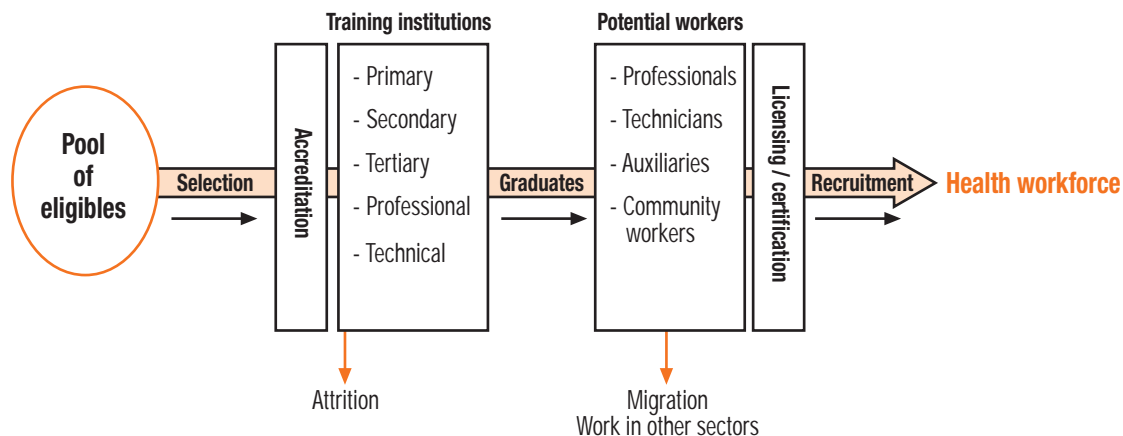 Training institutions
Potential workers
Pool
of
eligibles
Selection
Accreditation
- Primary
- Secondary
- Tertiary
- Professional
- Technical
Graduates
- Professionals
- Technicians
- Auxiliaries
- Community
workers
Licensing / certification
Recruitment
Health workforce
Attrition
Migration
Work in other sectors